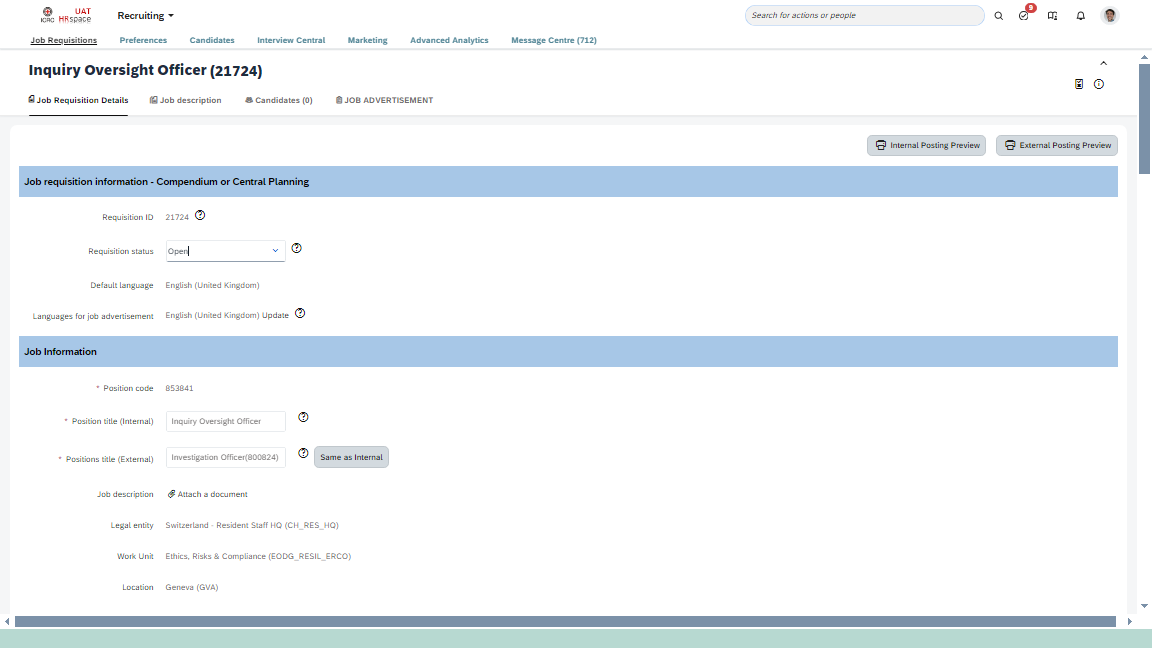 ICRC
UAT
HRspace
Recruiting
Search for actions or people
9
Job Requisitions
Preferences
Candidates
Interview Central
Marketing
Advanced Analytics
Message Centre (712)
Inquiry Oversight Officer (21724)
Job Requisition Details
Job description
Candidates (0)
JOB ADVERTISEMENT
Internal Posting Preview
External Posting Preview
Job requisition information - Compendium or Central Planning
Requisition ID 21724
Requisition status Open
Default language English (United Kingdom)
Languages for job advertisement English (United Kingdom) Update
Job Information
* Position code 853841
* Position title (Internal) Inquiry Oversight Officer
* Positions title (External) Investigation Officer(800824) Same as Internal
Job description Attach a document
Legal entity Switzerland - Resident Staff HQ (CH_RES_HQ)
Work Unit Ethics, Risks & Compliance (EODG_RESIL_ERCO)
Location Geneva (GVA)